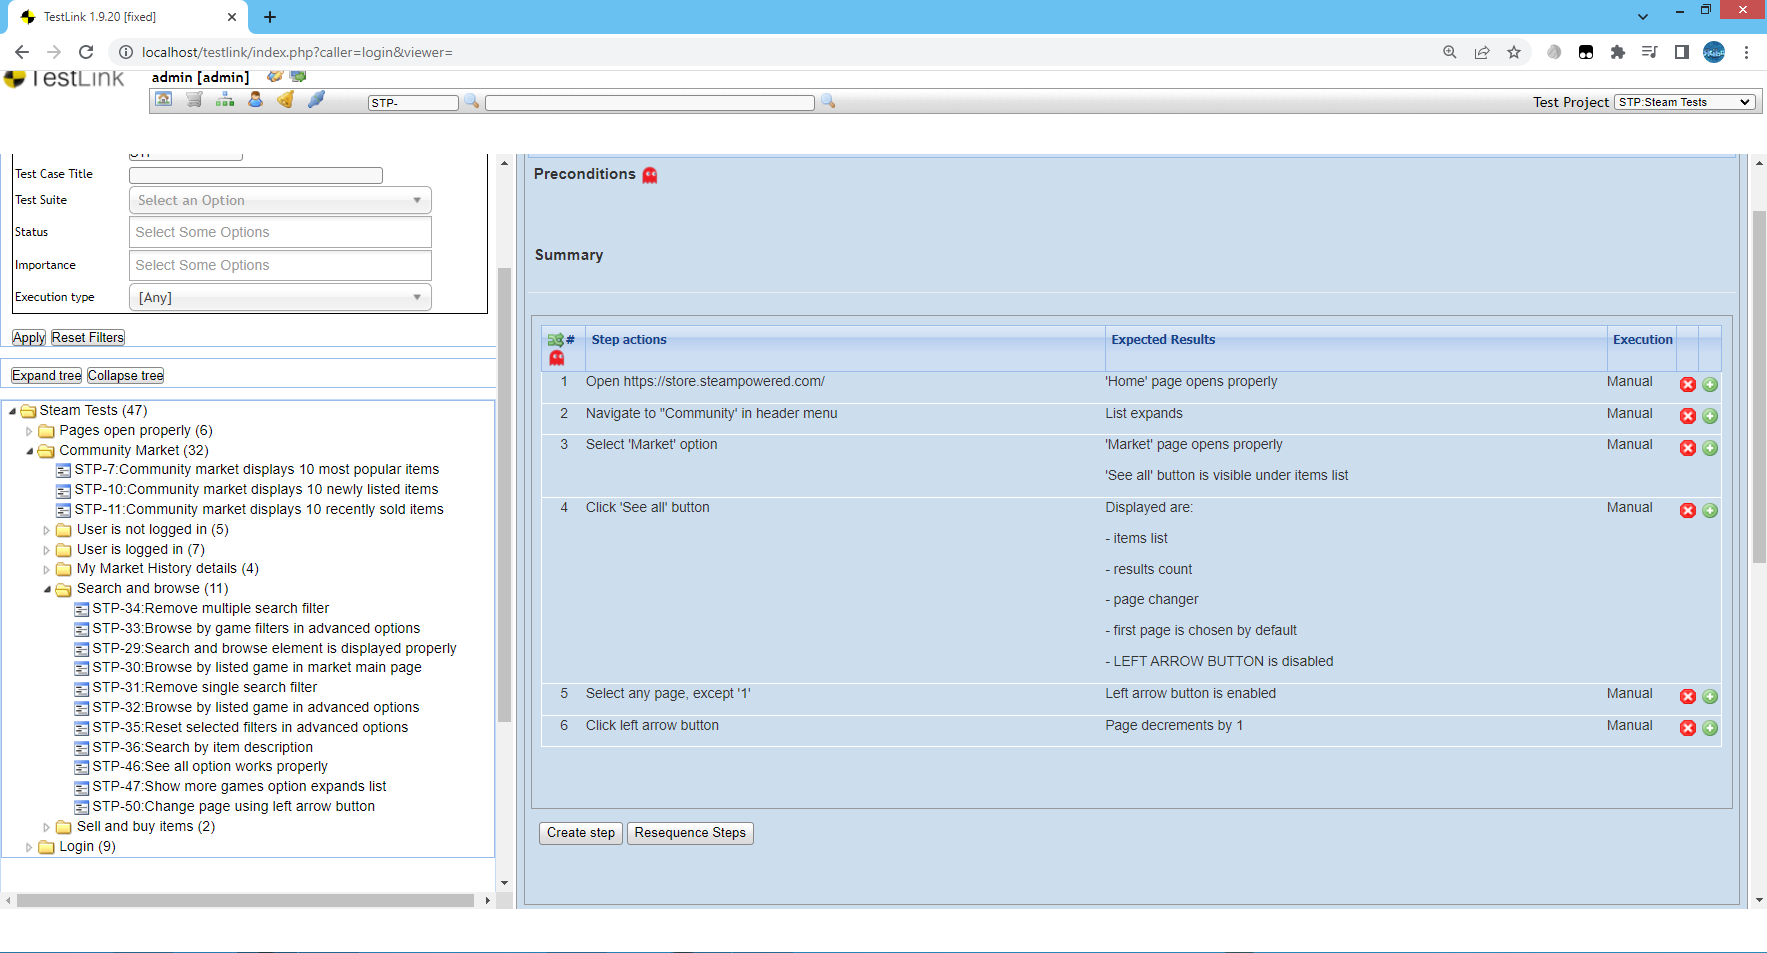 TestLink 1.9.20 [fixed]
localhost/testlink/index.php?caller=login&viewer=
TestLink
admin [admin]
STP-
Test Project
STP:Steam Tests
Test Case Title
Test Suite
Select an Option
Status
Select Some Options
Importance
Select Some Options
Execution type
[Any]
Apply
Reset Filters
Expand tree
Collapse tree
Steam Tests (47)
Pages open properly (6)
Community Market (32)
STP-7:Community market displays 10 most popular items
STP-10:Community market displays 10 newly listed items
STP-11:Community market displays 10 recently sold items
User is not logged in (5)
User is logged in (7)
My Market History details (4)
Search and browse (11)
STP-34:Remove multiple search filter
STP-33:Browse by game filters in advanced options
STP-29:Search and browse element is displayed properly
STP-30:Browse by listed game in market main page
STP-31:Remove single search filter
STP-32:Browse by listed game in advanced options
STP-35:Reset selected filters in advanced options
STP-36:Search by item description
STP-46:See all option works properly
STP-47:Show more games option expands list
STP-50:Change page using left arrow button
Sell and buy items (2)
Login (9)
Preconditions
Summary
# Step actions Expected Results Execution
1 Open https://store.steampowered.com/ 'Home' page opens properly Manual
2 Navigate to "Community' in header menu List expands Manual
3 Select 'Market' option 'Market' page opens properly Manual
'See all' button is visible under items list
4 Click 'See all' button Displayed are: Manual
- items list
- results count
- page changer
- first page is chosen by default
- LEFT ARROW BUTTON is disabled
5 Select any page, except '1' Left arrow button is enabled Manual
6 Click left arrow button Page decrements by 1 Manual
Create step
Resequence Steps